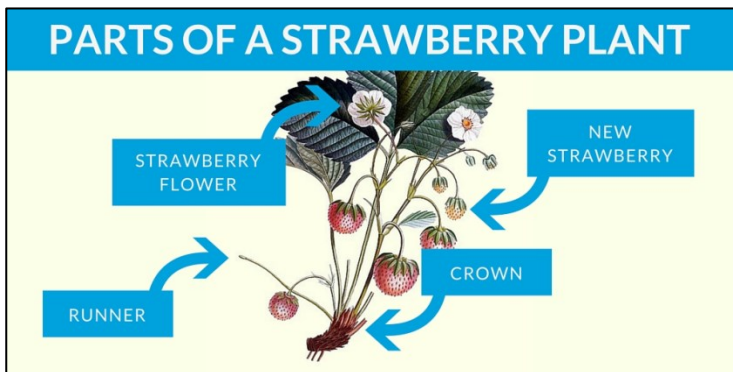 PARTS OF A STRAWBERRY PLANT
STRAWBERRY
FLOWER
NEW
STRAWBERRY
RUNNER
CROWN